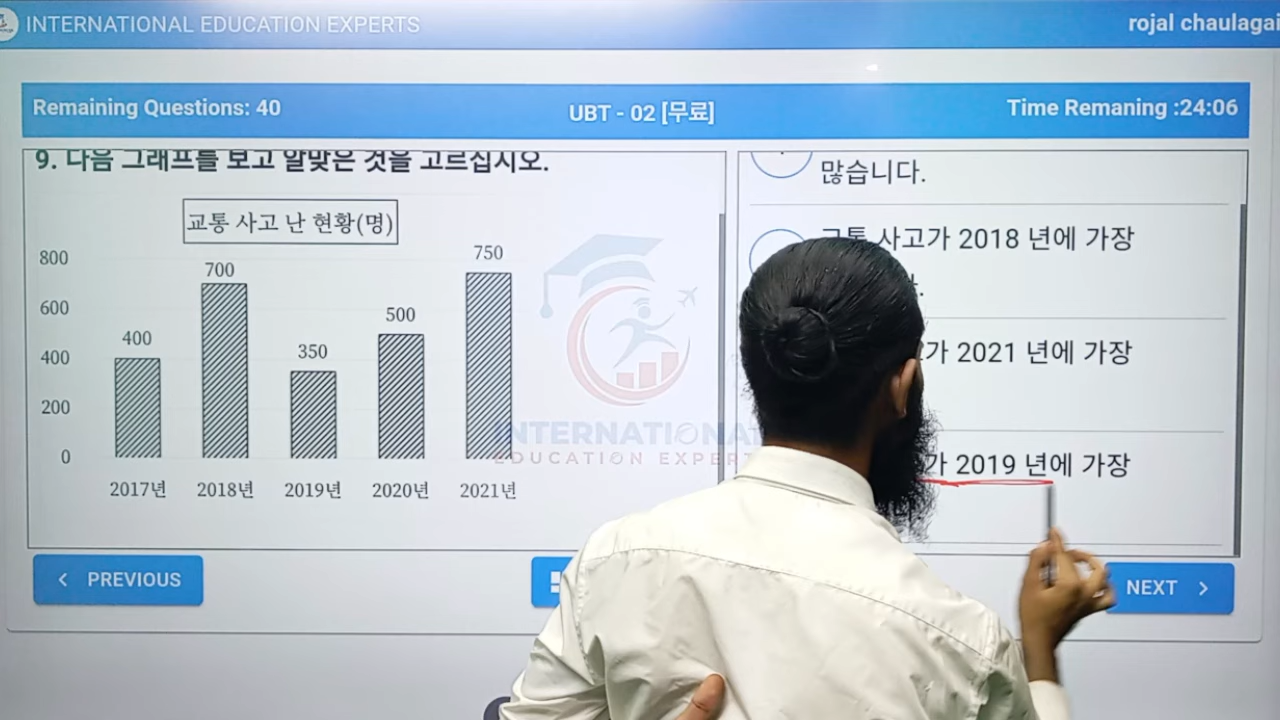 INTERNATIONAL EDUCATION EXPERTS
rojal chaulagai
Remaining Questions: 40
UBT - 02 [무료]
Time Remaning :24:06
9. 다음 그래프를 보고 알맞은 것을 고르십시오.
교통 사고 난 현황(명)
800
600
400
200
0
400
700
350
500
750
2017년
2018년
2019년
2020년
2021년
INTERNATIONA
EDUCATION EXPERT
많습니다.
교통 사고가 2018 년에 가장
가 2021 년에 가장
가 2019 년에 가장
PREVIOUS
NEXT